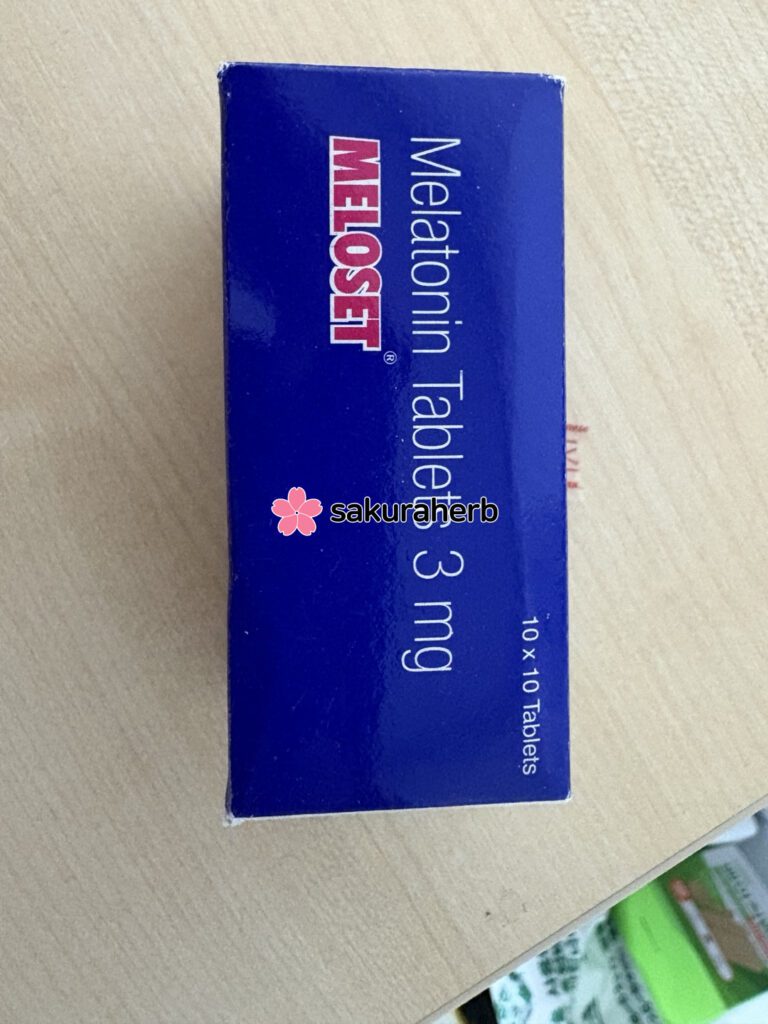 10 x 10 Tablets
Melatonin Tablets 3 mg
MELOSET®
sakuraherb